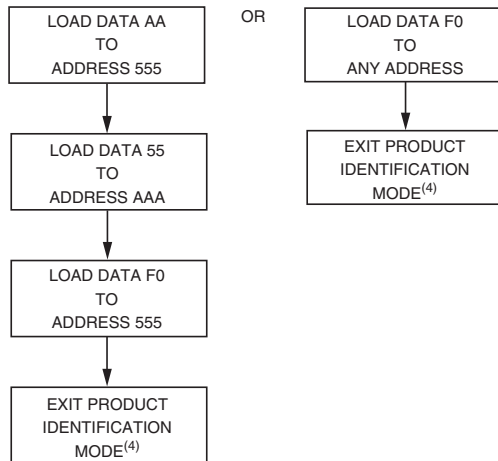 LOAD DATA AA
TO
ADDRESS 555
LOAD DATA 55
TO
ADDRESS AAA
LOAD DATA F0
TO
ADDRESS 555
EXIT PRODUCT
IDENTIFICATION
MODE(4)
OR
LOAD DATA F0
TO
ANY ADDRESS
EXIT PRODUCT
IDENTIFICATION
MODE(4)